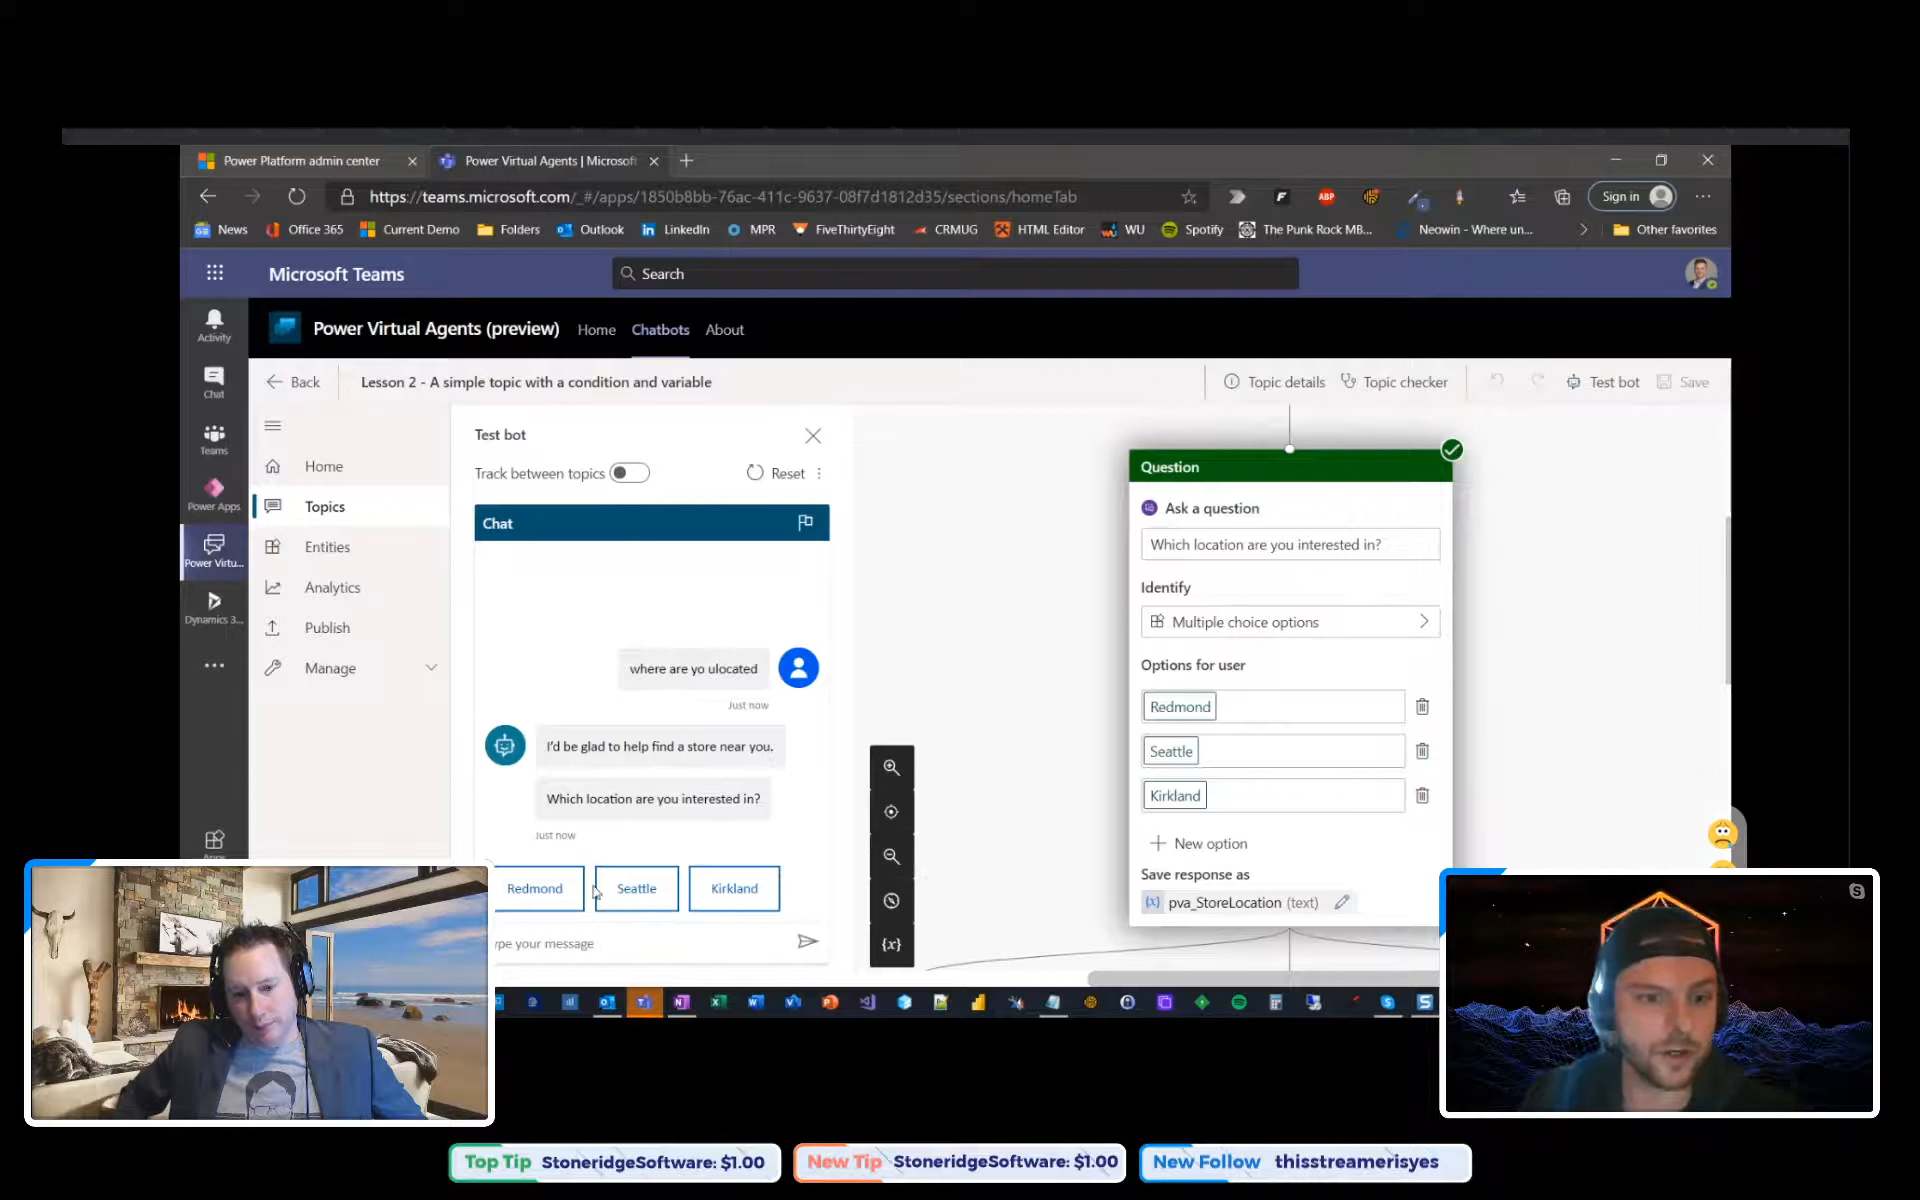 Power Platform admin center
Power Virtual Agents | Microsoft
https://teams.microsoft.com/_#/apps/1850b8bb-76ac-411c-9637-08f7d1812d35/sections/homeTab
ABP
Sign in
News
Office 365
Current Demo
Folders
Outlook
LinkedIn
MPR
FiveThirtyEight
CRMUG
HTML Editor
WU
Spotify
The Punk Rock MB...
Neowin - Where un...
Other favorites
Microsoft Teams
Search
Activity
Chat
Teams
Power Apps
Power Virtu...
Dynamics 3...
Power Virtual Agents (preview)
Home
Chatbots
About
Back
Lesson 2 - A simple topic with a condition and variable
Topic details
Topic checker
Test bot
Save
Home
Topics
Entities
Analytics
Publish
Manage
Test bot
Track between topics
Reset
Chat
where are yo ulocated
Just now
I'd be glad to help find a store near you.
Which location are you interested in?
Just now
Redmond
Seattle
Kirkland
ype your message
{x}
Question
Ask a question
Which location are you interested in?
Identify
Multiple choice options
Options for user
Redmond
Seattle
Kirkland
New option
Save response as
{x} pva_StoreLocation (text)
Top Tip StoneridgeSoftware: $1.00
New Tip StoneridgeSoftware: $1.00
New Follow thisstreamerisyes